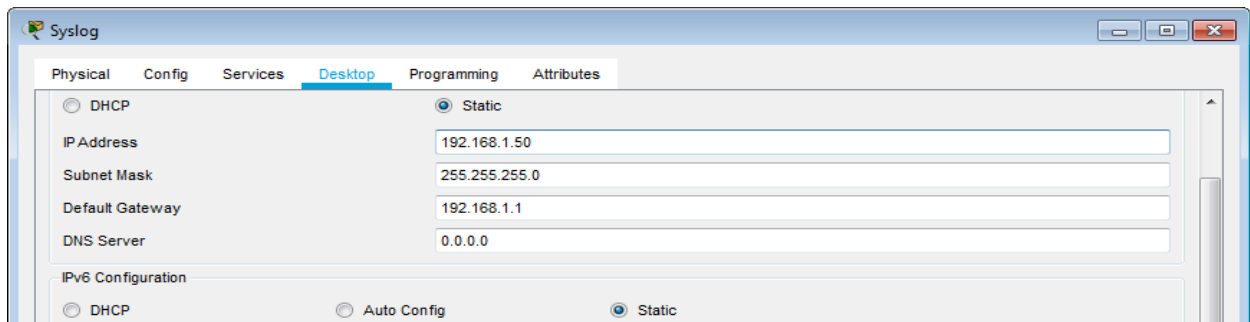 Syslog
Physical Config Services Desktop Programming Attributes
DHCP Static
IP Address 192.168.1.50
Subnet Mask 255.255.255.0
Default Gateway 192.168.1.1
DNS Server 0.0.0.0
IPv6 Configuration
DHCP Auto Config Static